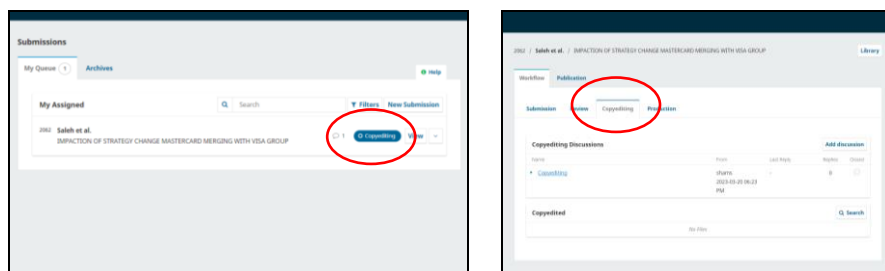 Submissions
My Queue 1 Archives
Help
My Assigned Search Filters New Submission
2062 Saleh et al. 1 Copyediting View
IMPACTION OF STRATEGY CHANGE MASTERCARD MERGING WITH VISA GROUP
2062 / Saleh et al. / IMPACTION OF STRATEGY CHANGE MASTERCARD MERGING WITH VISA GROUP Library
Workflow Publication
Submission Review Copyediting Production
Copyediting Discussions Add discussion
Name From Last Reply Replies Closed
Copyediting - 0
2023-03-20 06:23
PM
Copyedited Search
No Files